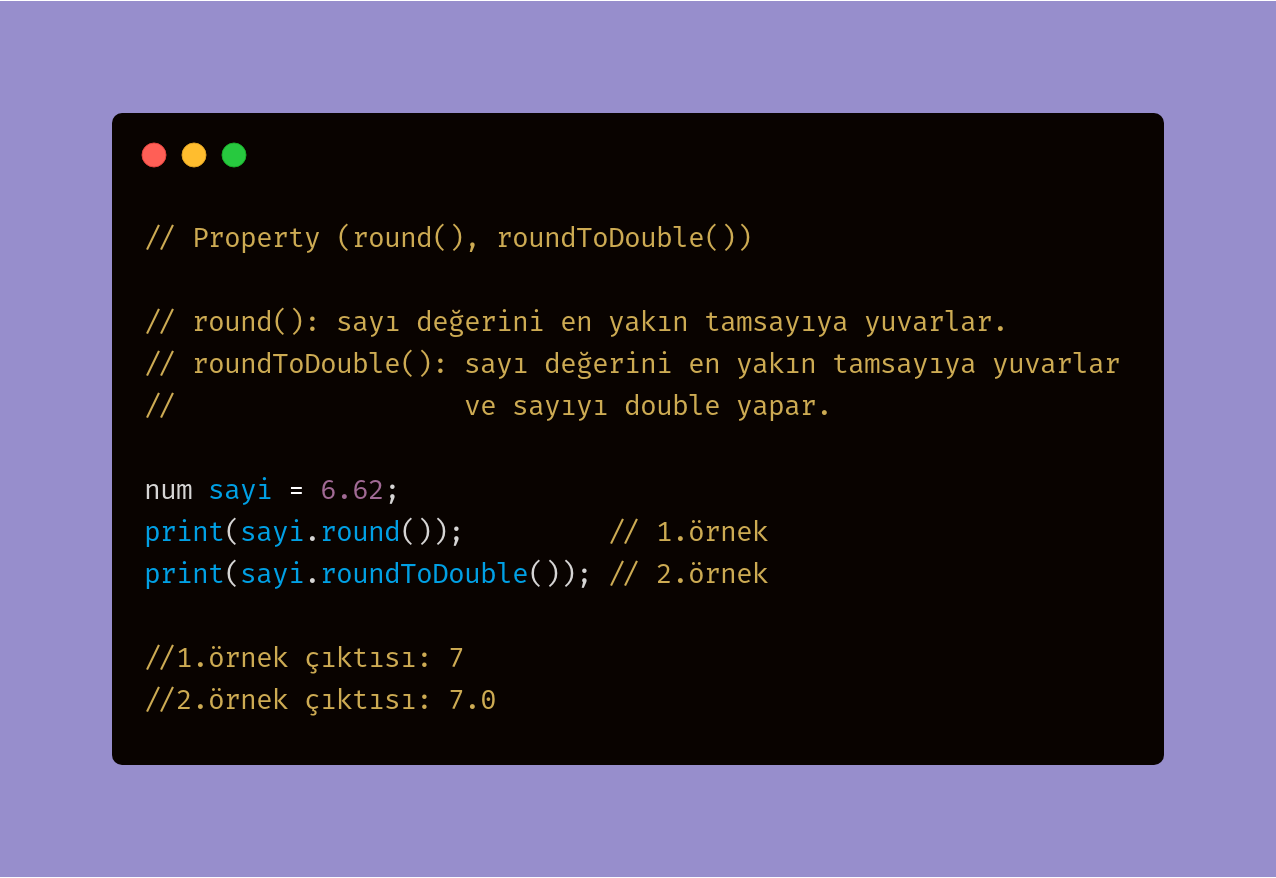 // Property (round(), roundToDouble())
// round(): sayı değerini en yakın tamsayıya yuvarlar.
// roundToDouble(): sayı değerini en yakın tamsayıya yuvarlar
//                  ve sayıyı double yapar.
num sayi = 6.62;
print(sayi.round());         // 1.örnek
print(sayi.roundToDouble()); // 2.örnek
//1.örnek çıktısı: 7
//2.örnek çıktısı: 7.0